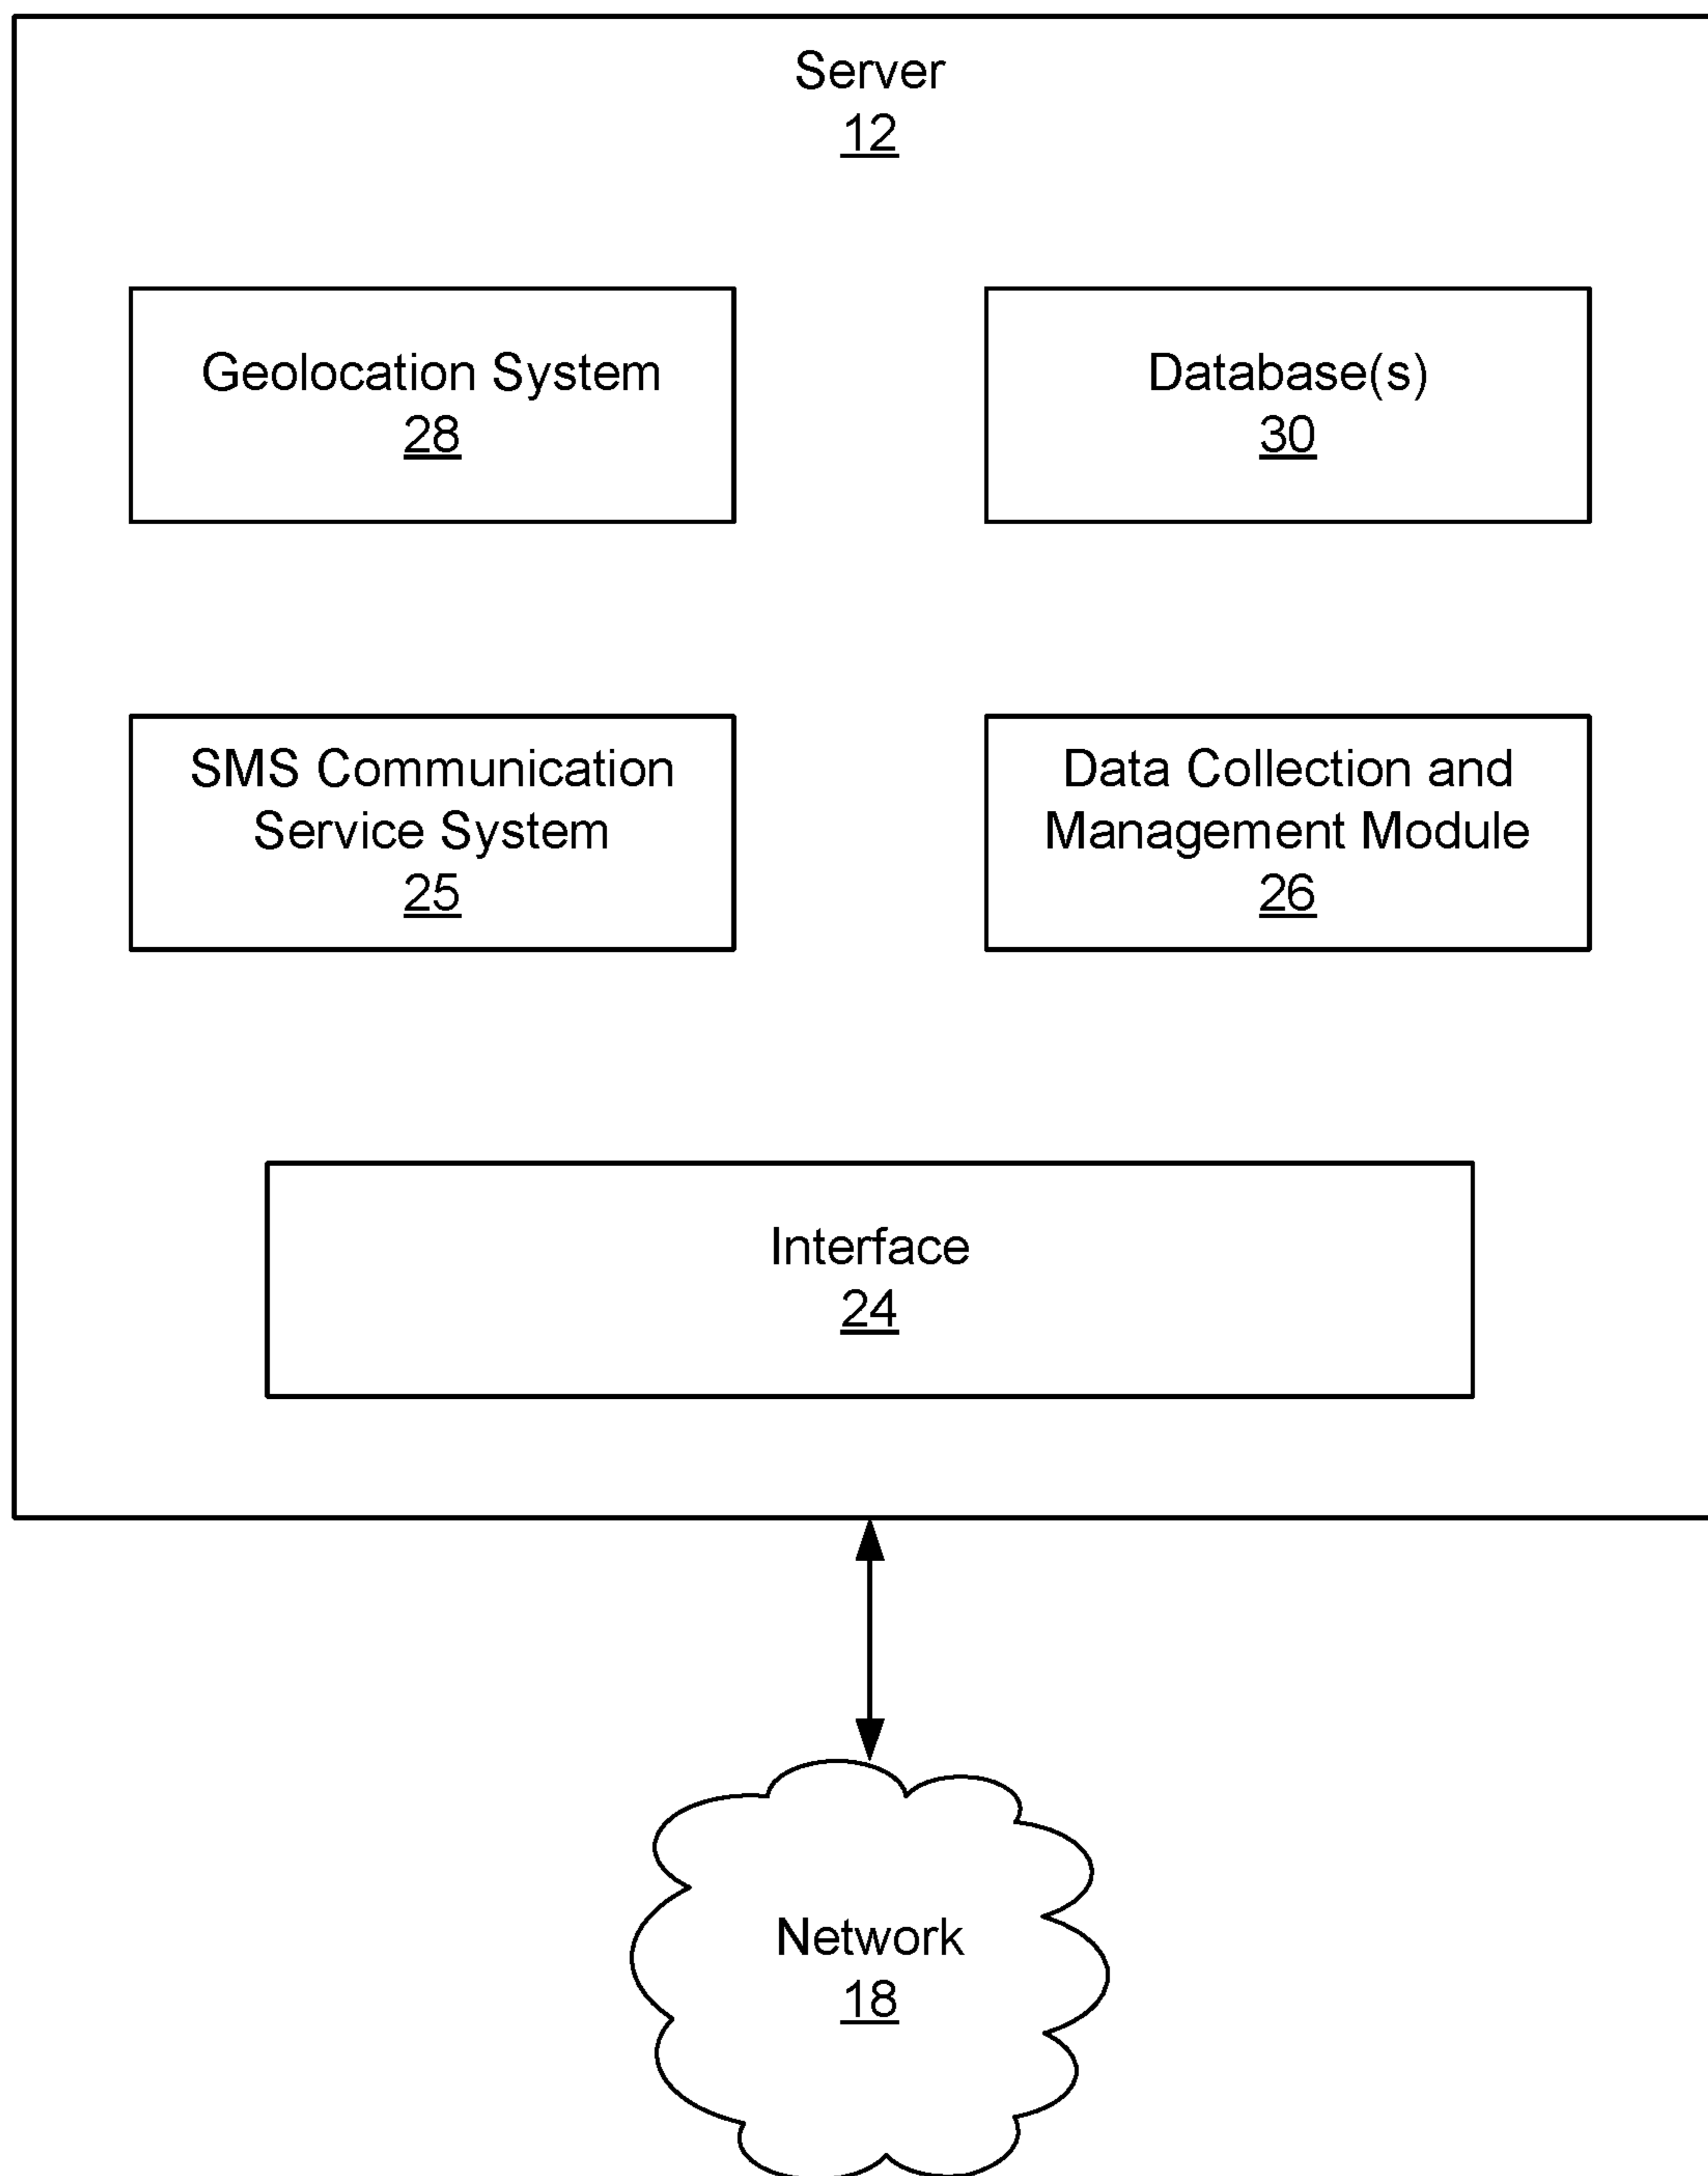 Server
12
Geolocation System
28
Database(s)
30
SMS Communication
Service System
25
Data Collection and
Management Module
26
Interface
24
Network
18